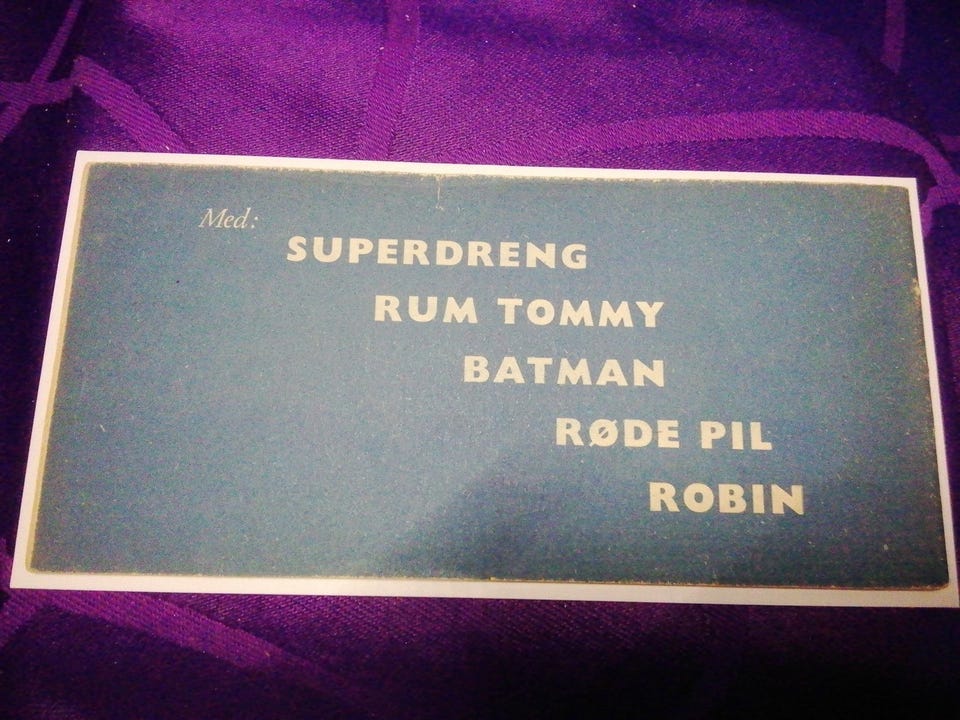 Med:
SUPERDRENG
RUM TOMMY
BATMAN
RØDE PIL
ROBIN